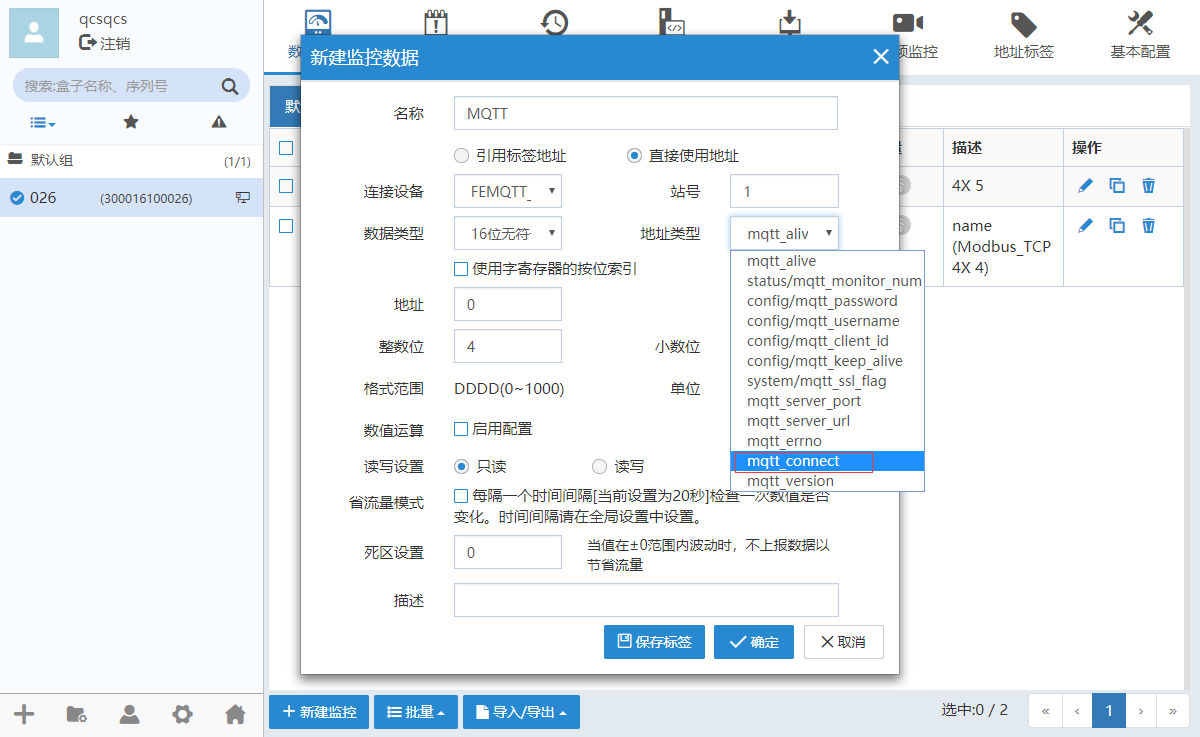 qcsqcs
注销
搜索:盒子名称、序列号
默认组 (1/1)
026 (300016100026)
数
频监控
地址标签
基本配置
默
描述
操作
4X 5
name
(Modbus_TCP
4X 4)
新建监控数据
名称 MQTT
引用标签地址 直接使用地址
连接设备 FEMQTT_ 站号 1
数据类型 16位无符 地址类型 mqtt_aliv
使用字寄存器的按位索引
地址 0
整数位 4 小数位
格式范围 DDDD(0~1000) 单位
数值运算 启用配置
读写设置 只读 读写
省流量模式 每隔一个时间间隔[当前设置为20秒]检查一次数值是否
变化。时间间隔请在全局设置中设置。
死区设置 0 当值在±0范围内波动时，不上报数据以
节省流量
描述
mqtt_alive
status/mqtt_monitor_num
config/mqtt_password
config/mqtt_username
config/mqtt_client_id
config/mqtt_keep_alive
system/mqtt_ssl_flag
mqtt_server_port
mqtt_server_url
mqtt_errno
mqtt_connect
mqtt_version
保存标签 确定 取消
新建监控 批量 导入/导出 选中:0 / 2 « ‹ 1 › »